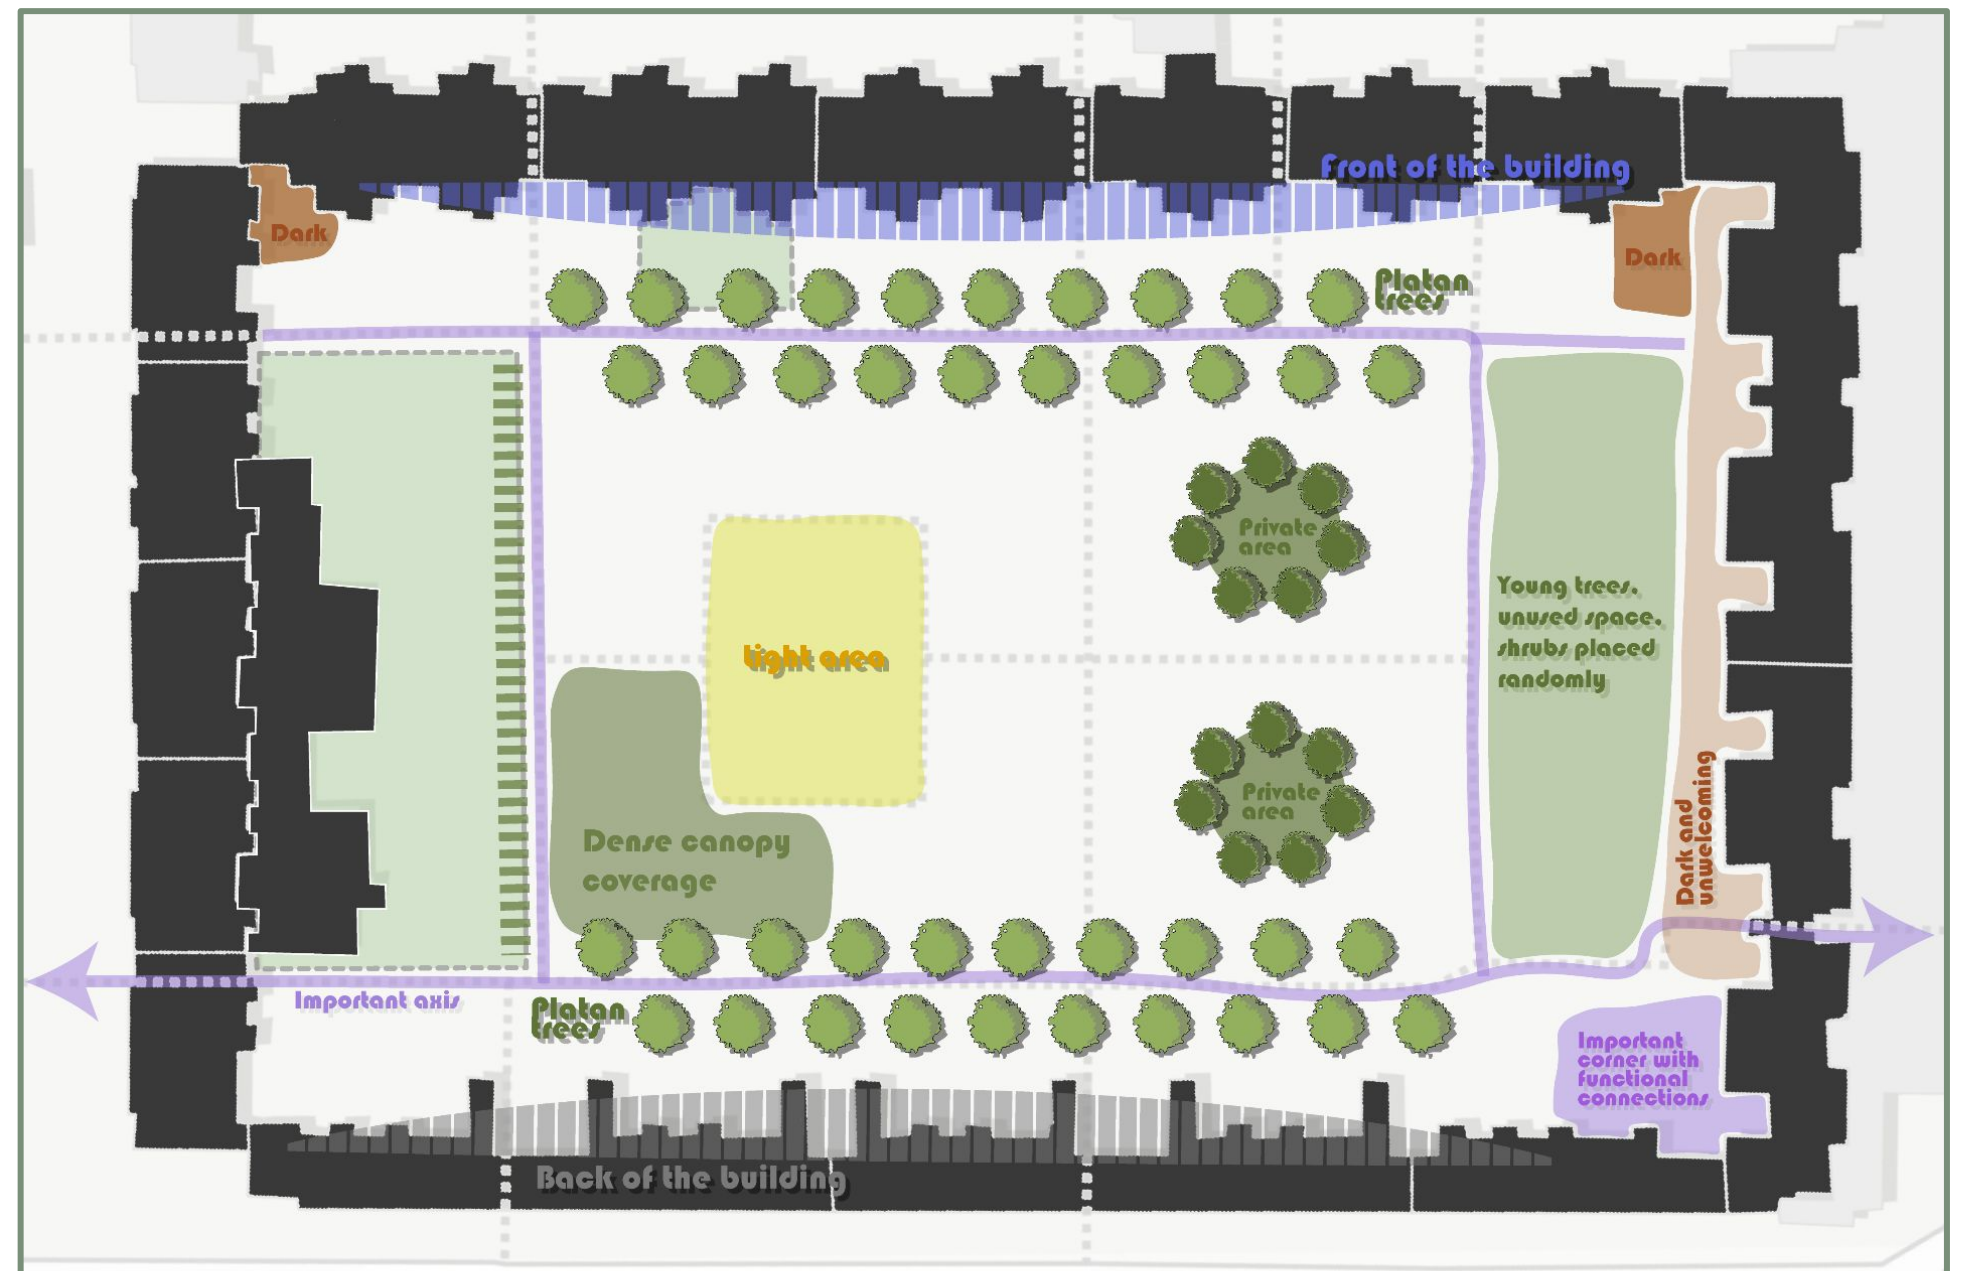 Front of the building
Dark
Dark
Platan
trees
Private
area
Young trees,
unused space,
shrubs placed
randomly
Light area
Private
area
Dark and
unwelcoming
Dense canopy
coverage
Important axis
Platan
trees
Important
corner with
functional
connections
Back of the building